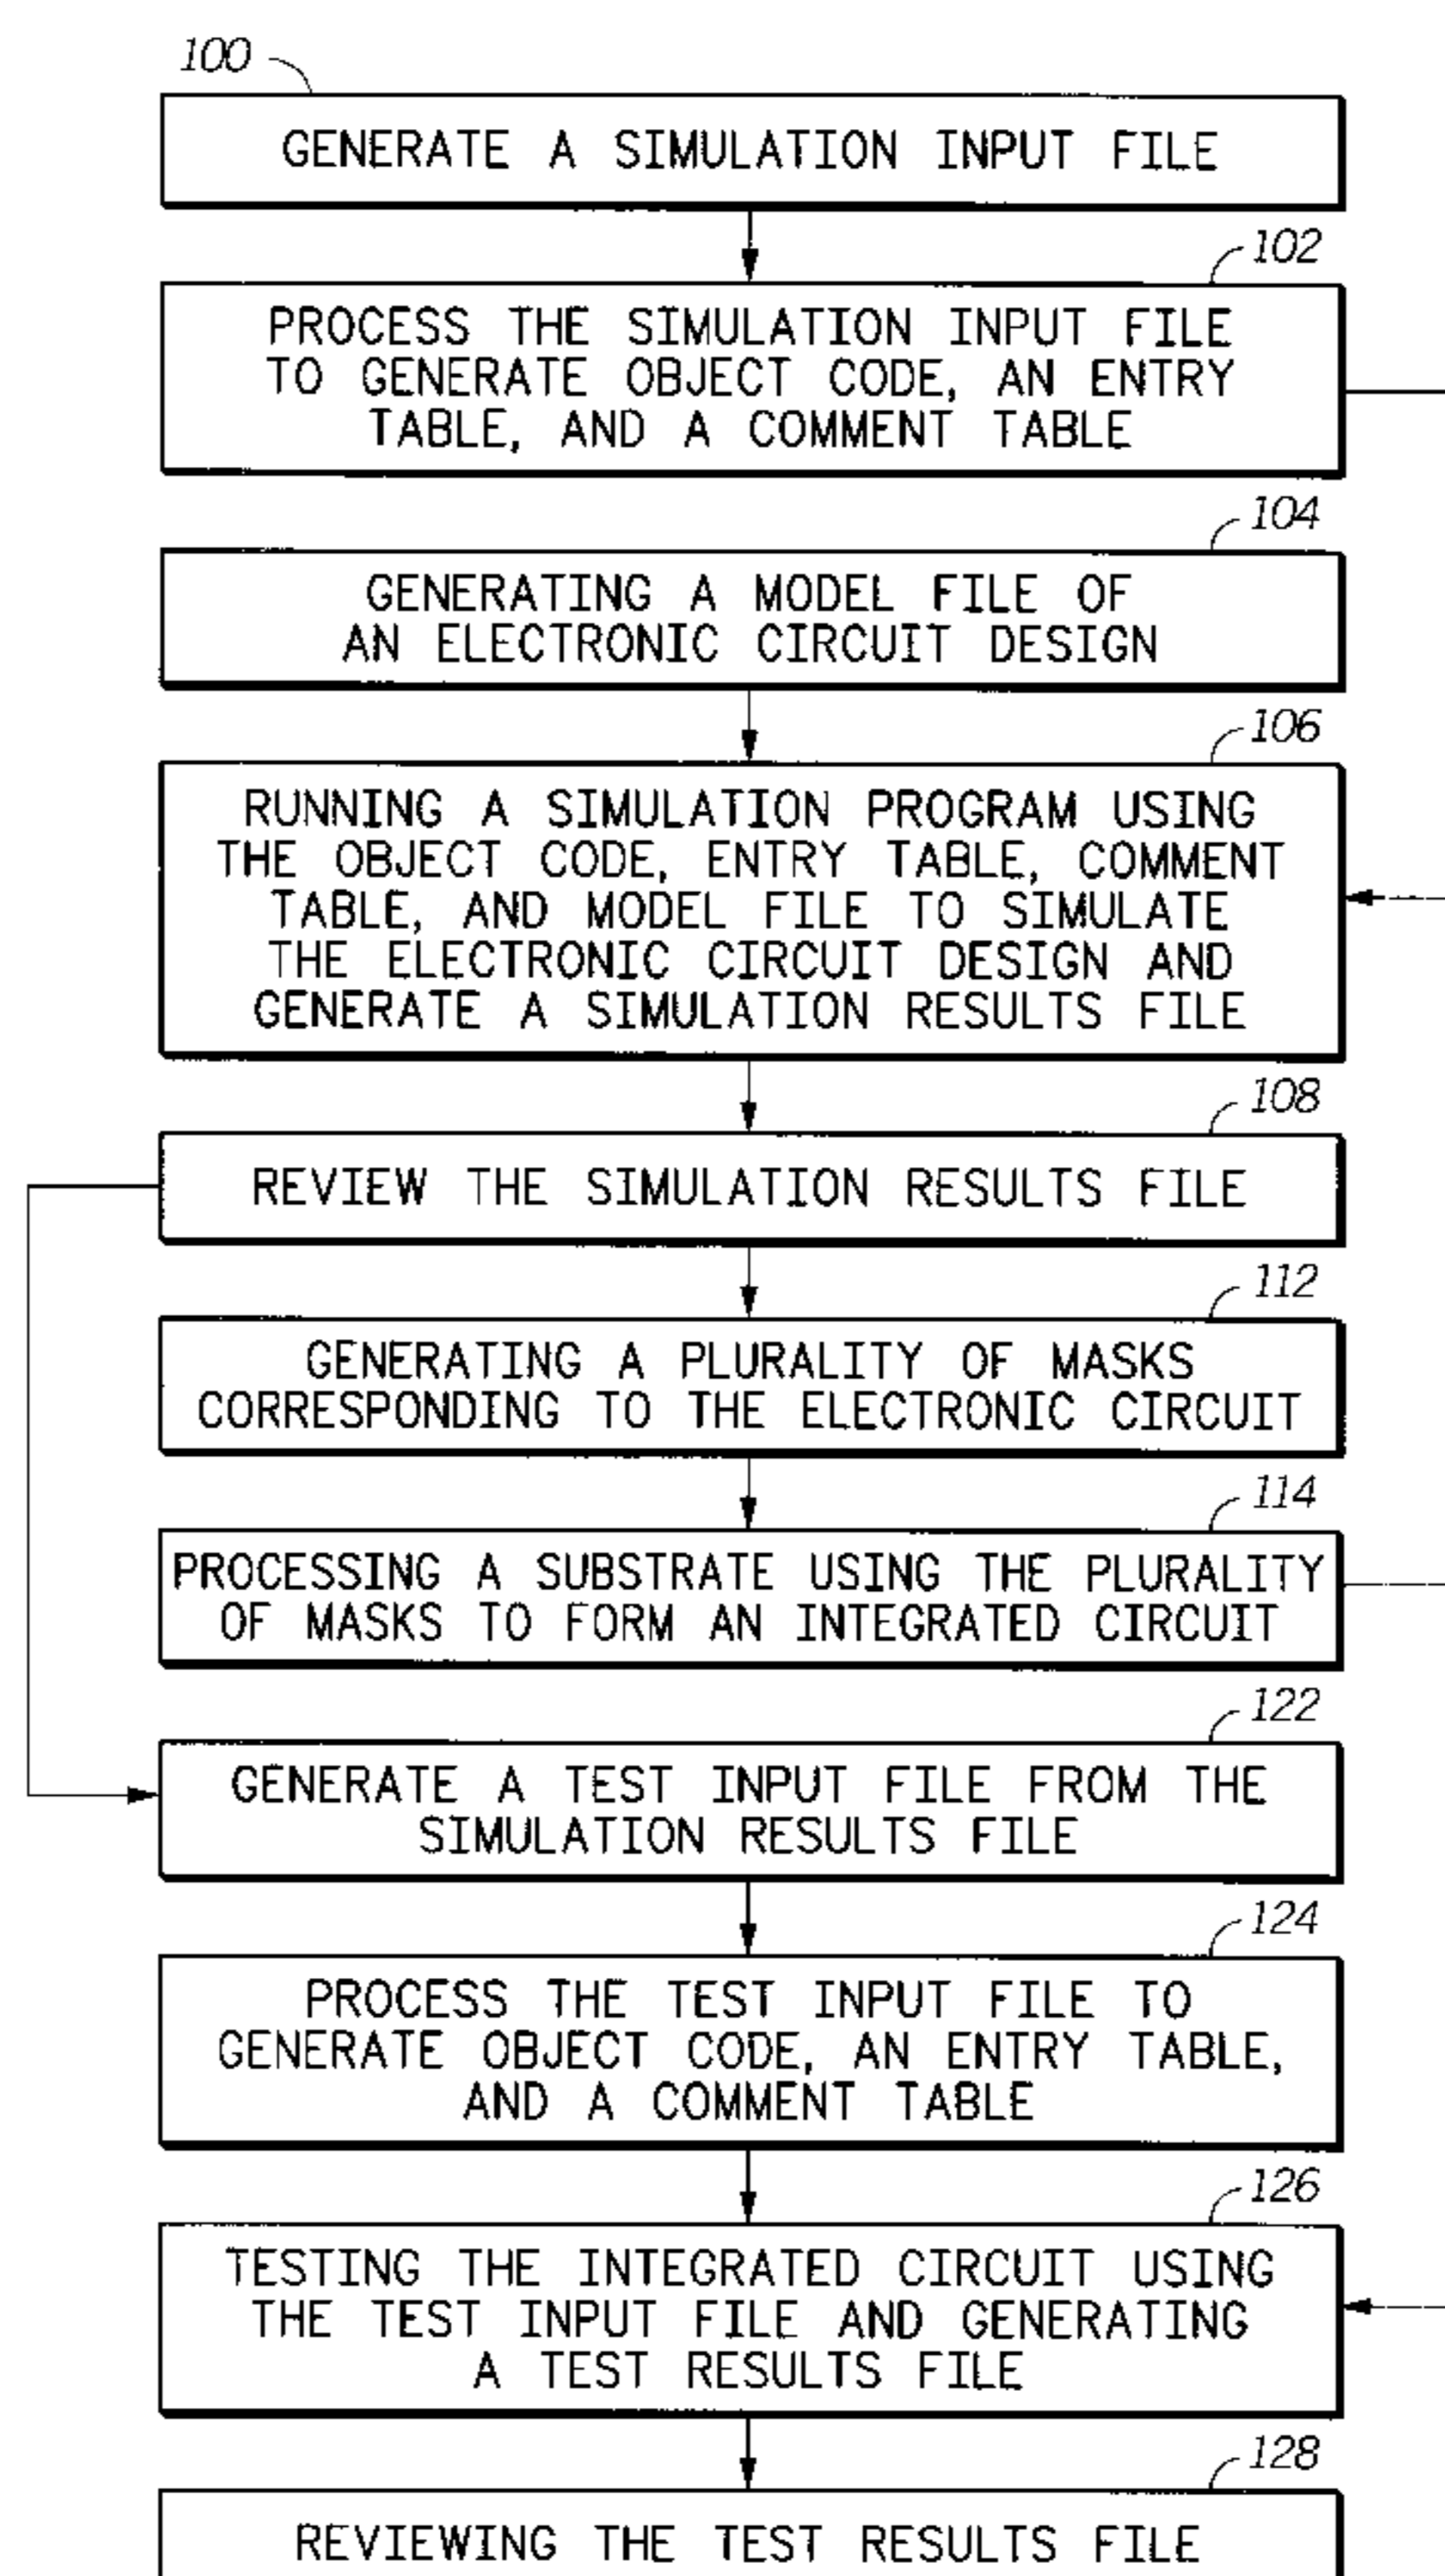 100
GENERATE A SIMULATION INPUT FILE
102
PROCESS THE SIMULATION INPUT FILE
TO GENERATE OBJECT CODE, AN ENTRY
TABLE, AND A COMMENT TABLE
104
GENERATING A MODEL FILE OF
AN ELECTRONIC CIRCUIT DESIGN
106
RUNNING A SIMULATION PROGRAM USING
THE OBJECT CODE, ENTRY TABLE, COMMENT
TABLE, AND MODEL FILE TO SIMULATE
THE ELECTRONIC CIRCUIT DESIGN AND
GENERATE A SIMULATION RESULTS FILE
108
REVIEW THE SIMULATION RESULTS FILE
112
GENERATING A PLURALITY OF MASKS
CORRESPONDING TO THE ELECTRONIC CIRCUIT
114
PROCESSING A SUBSTRATE USING THE PLURALITY
OF MASKS TO FORM AN INTEGRATED CIRCUIT
122
GENERATE A TEST INPUT FILE FROM THE
SIMULATION RESULTS FILE
124
PROCESS THE TEST INPUT FILE TO
GENERATE OBJECT CODE, AN ENTRY TABLE,
AND A COMMENT TABLE
126
TESTING THE INTEGRATED CIRCUIT USING
THE TEST INPUT FILE AND GENERATING
A TEST RESULTS FILE
128
REVIEWING THE TEST RESULTS FILE